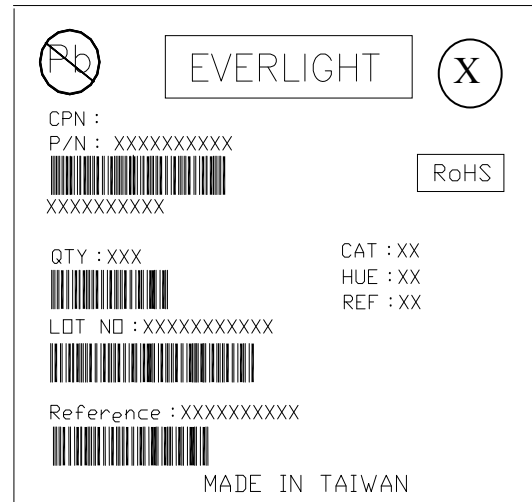 Pb
EVERLIGHT
X
CPN :
P/N : XXXXXXXXXX
RoHS
XXXXXXXXXX
QTY : XXX
CAT : XX
HUE : XX
REF : XX
LOT NO : XXXXXXXXXXX
Reference : XXXXXXXXXX
MADE IN TAIWAN